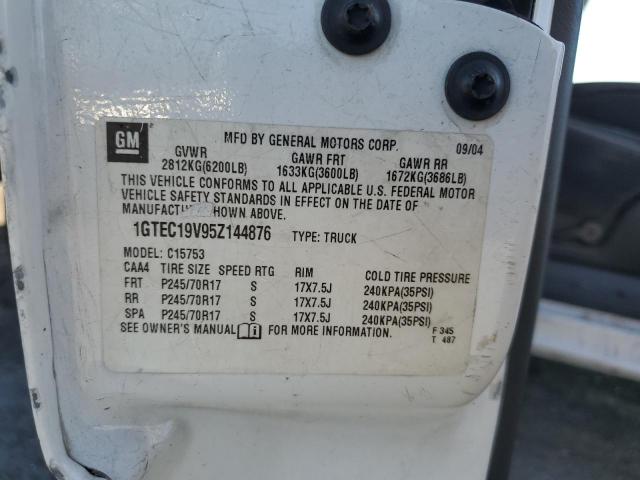 GM
MFD BY GENERAL MOTORS CORP. 09/04
GVWR GAWR FRT GAWR RR
2812KG(6200LB) 1633KG(3600LB) 1672KG(3686LB)
THIS VEHICLE CONFORMS TO ALL APPLICABLE U.S. FEDERAL MOTOR
VEHICLE SAFETY STANDARDS IN EFFECT ON THE DATE OF
MANUFACTU HOWN ABOVE.
1GTEC19V95Z144876 TYPE: TRUCK
MODEL: C15753
CAA4 TIRE SIZE SPEED RTG RIM COLD TIRE PRESSURE
FRT P245/70R17 S 17X7.5J 240KPA(35PSI)
RR P245/70R17 S 17X7.5J 240KPA(35PSI)
SPA P245/70R17 S 17X7.5J 240KPA(35PSI)
SEE OWNER'S MANUAL FOR MORE INFORMATION.
F 345
T 487